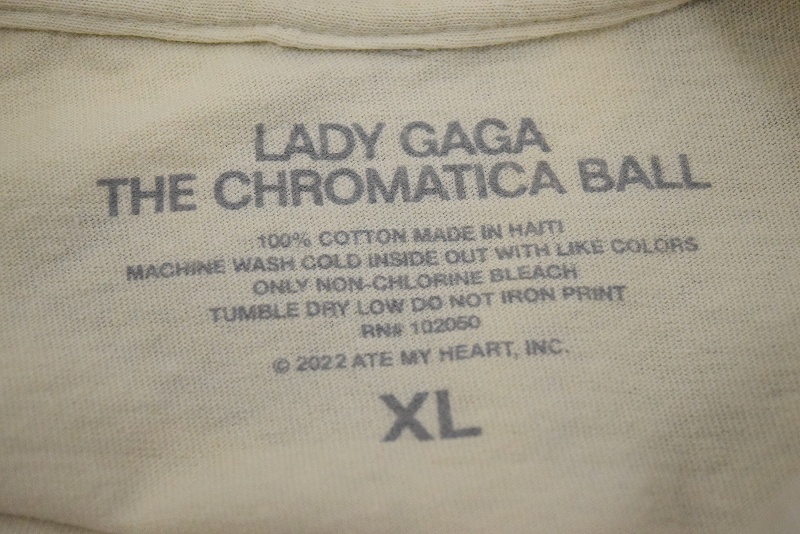 LADY GAGA
THE CHROMATICA BALL
100% COTTON MADE IN HAITI
MACHINE WASH COLD INSIDE OUT WITH LIKE COLORS
ONLY NON-CHLORINE BLEACH
TUMBLE DRY LOW DO NOT IRON PRINT
RN# 102050
© 2022 ATE MY HEART, INC.
XL